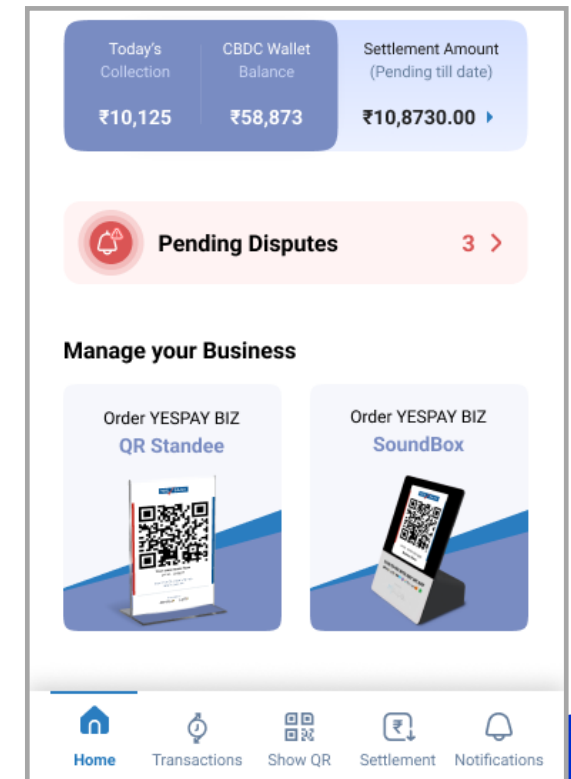 Today's
Collection
₹10,125
CBDC Wallet
Balance
₹58,873
Settlement Amount
(Pending till date)
₹10,8730.00
Pending Disputes
3
Manage your Business
Order YESPAY BIZ
QR Standee
Order YESPAY BIZ
SoundBox
Home
Transactions
Show QR
Settlement
Notifications